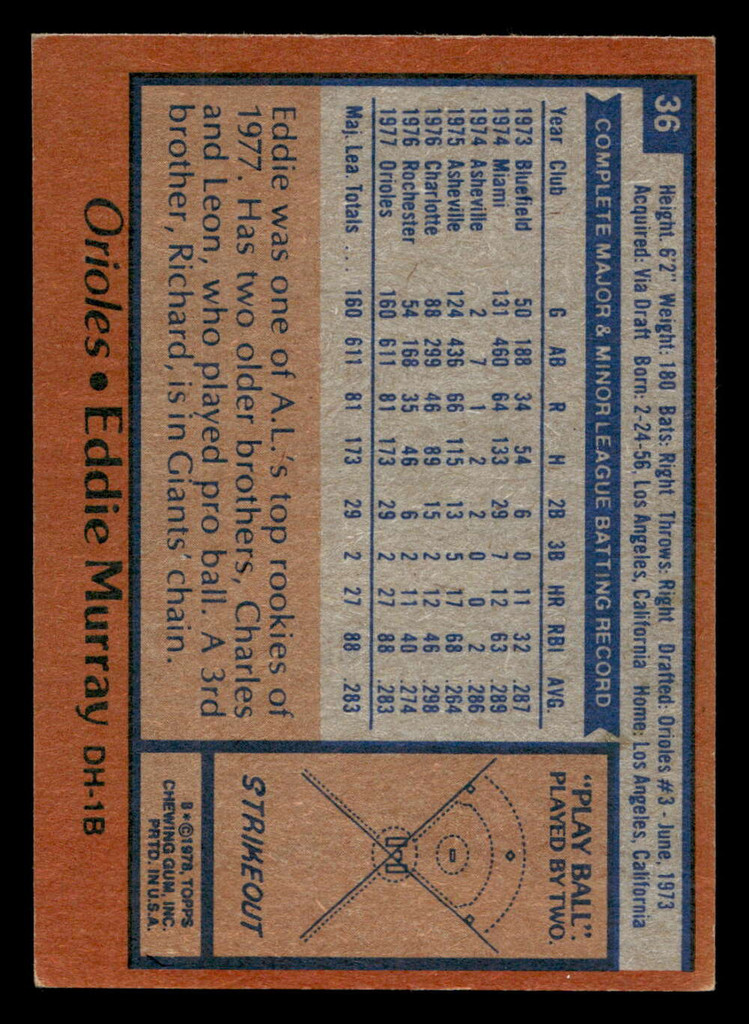 36
Height 6'2" Weight: 180 Bats: Right Throws: Right Drafted: Orioles #3 - June, 1973
Acquired: Via Draft Born: 2-24-56, Los Angeles, California Home: Los Angeles, California
COMPLETE MAJOR & MINOR LEAGUE BATTING RECORD
Year Club G AB R H 2B 3B HR RBI AVG.
1973 Bluefield 50 188 34 54 6 0 11 32 .287
1974 Miami 131 460 64 133 29 7 12 63 .289
1974 Asheville 2 7 1 2 2 0 0 2 .286
1975 Asheville 124 436 66 115 13 5 17 68 .264
1976 Charlotte 88 299 46 89 15 2 12 46 .298
1976 Rochester 54 168 35 46 6 2 11 40 .274
1977 Orioles 160 611 81 173 29 2 27 88 .283
Maj. Lea. Totals ... 160 611 81 173 29 2 27 88 .283
Eddie was one of A.L.'s top rookies of
1977. Has two older brothers, Charles
and Leon, who played pro ball. A 3rd
brother, Richard, is in Giants' chain.
"PLAY BALL"
PLAYED BY TWO.
STRIKEOUT
B*©1978, TOPPS
CHEWING GUM, INC.
PRTD. IN U.S.A.
Orioles • Eddie Murray DH-1B